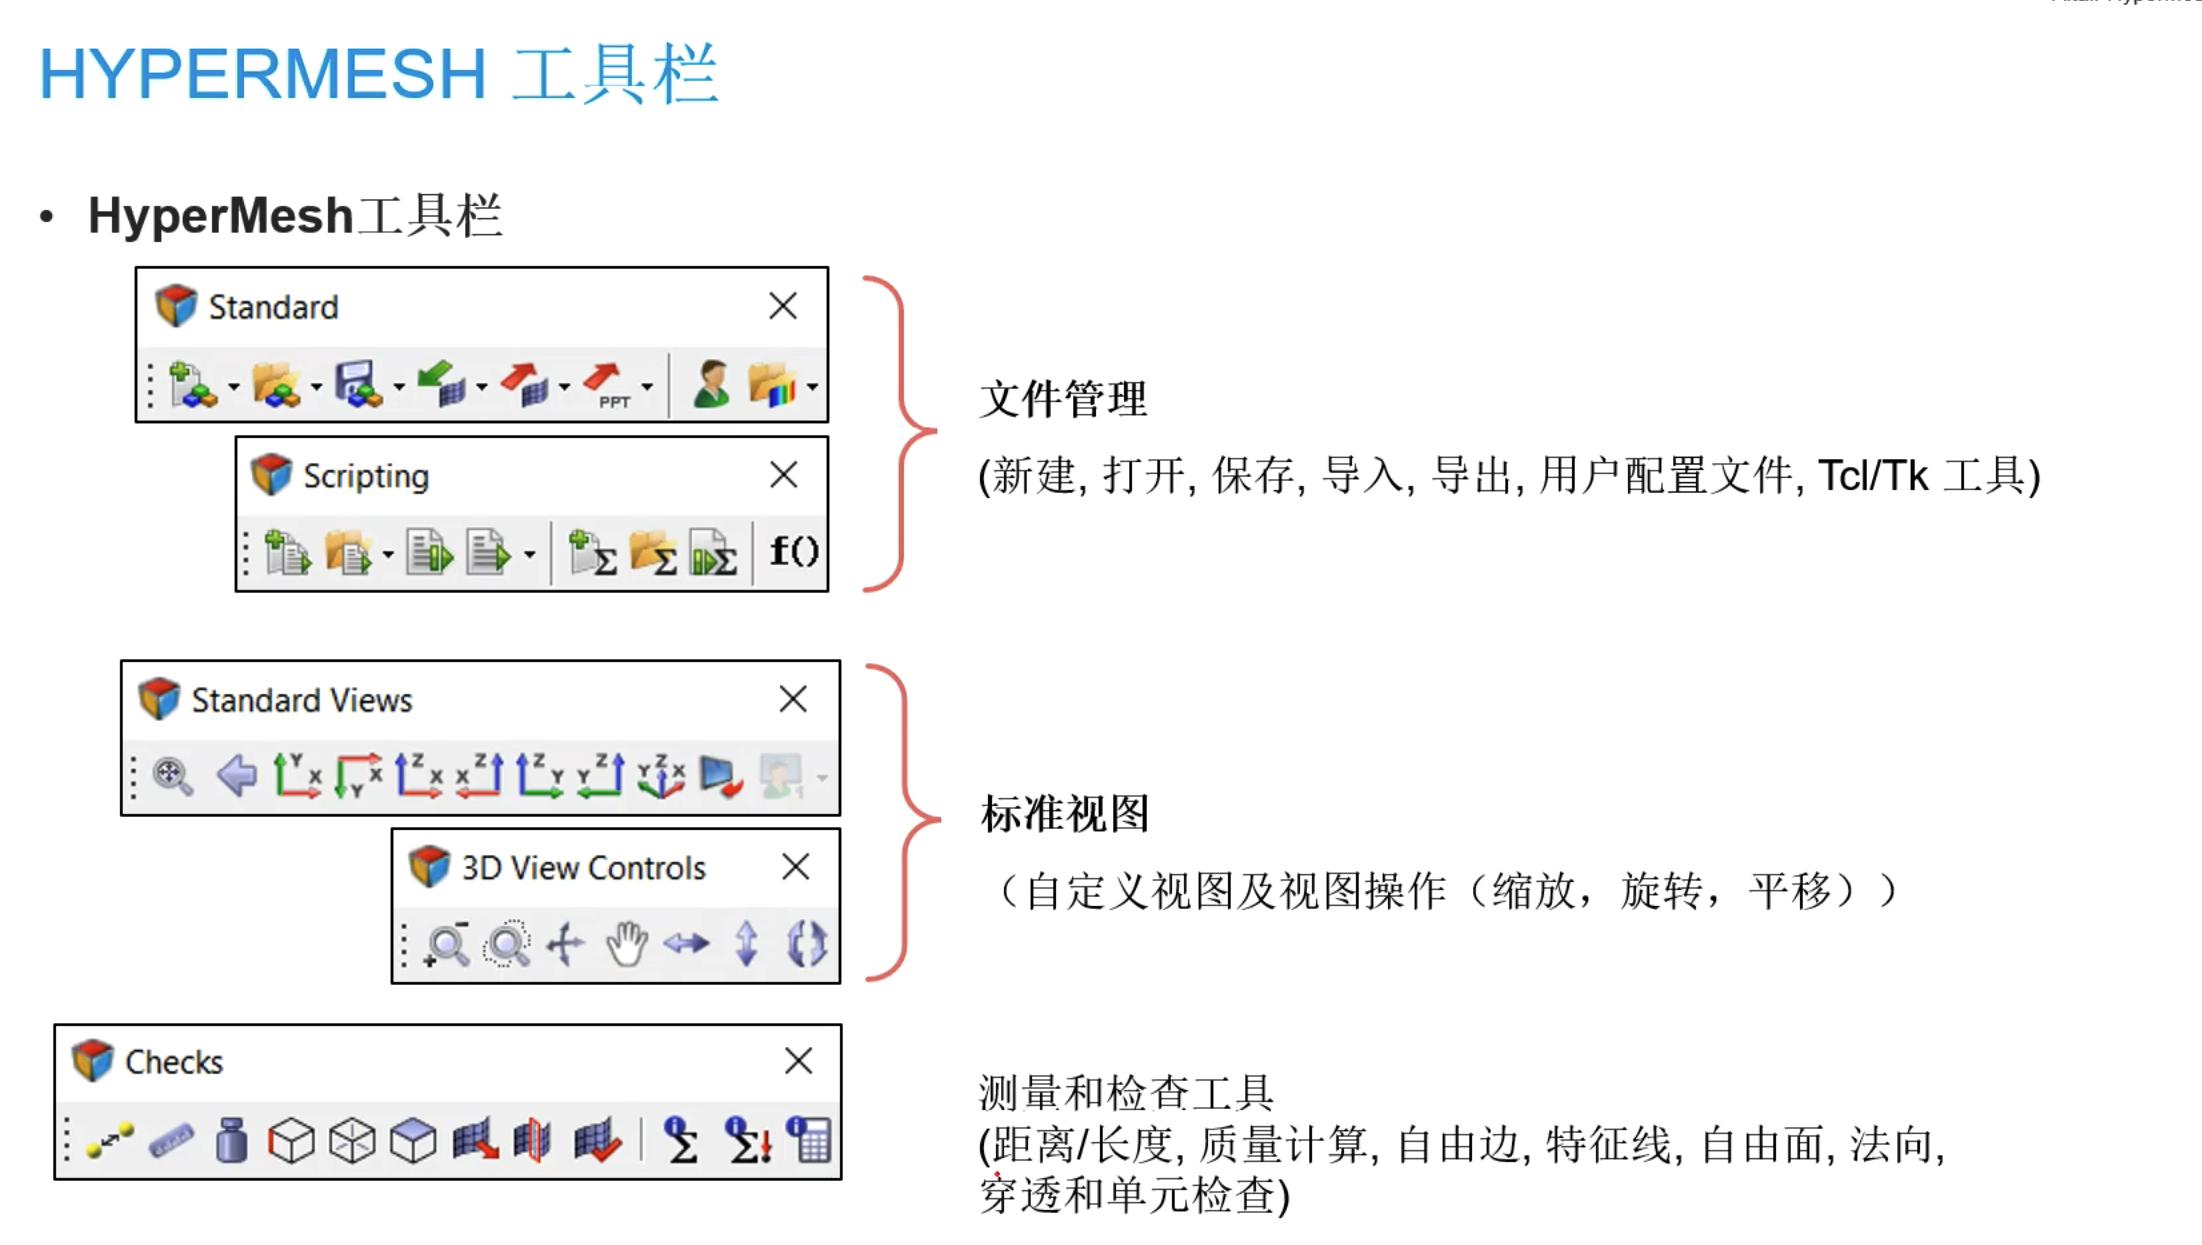 HYPERMESH 工具栏
• HyperMesh工具栏
Standard
PPT
Scripting
f()
文件管理
(新建, 打开, 保存, 导入, 导出, 用户配置文件, Tcl/Tk 工具)
Standard Views
Y X X Y Z X X Z Z Y Y Z Y Z X
3D View Controls
标准视图
（自定义视图及视图操作（缩放，旋转，平移））
Checks
测量和检查工具
(距离/长度, 质量计算, 自由边, 特征线, 自由面, 法向,
穿透和单元检查)